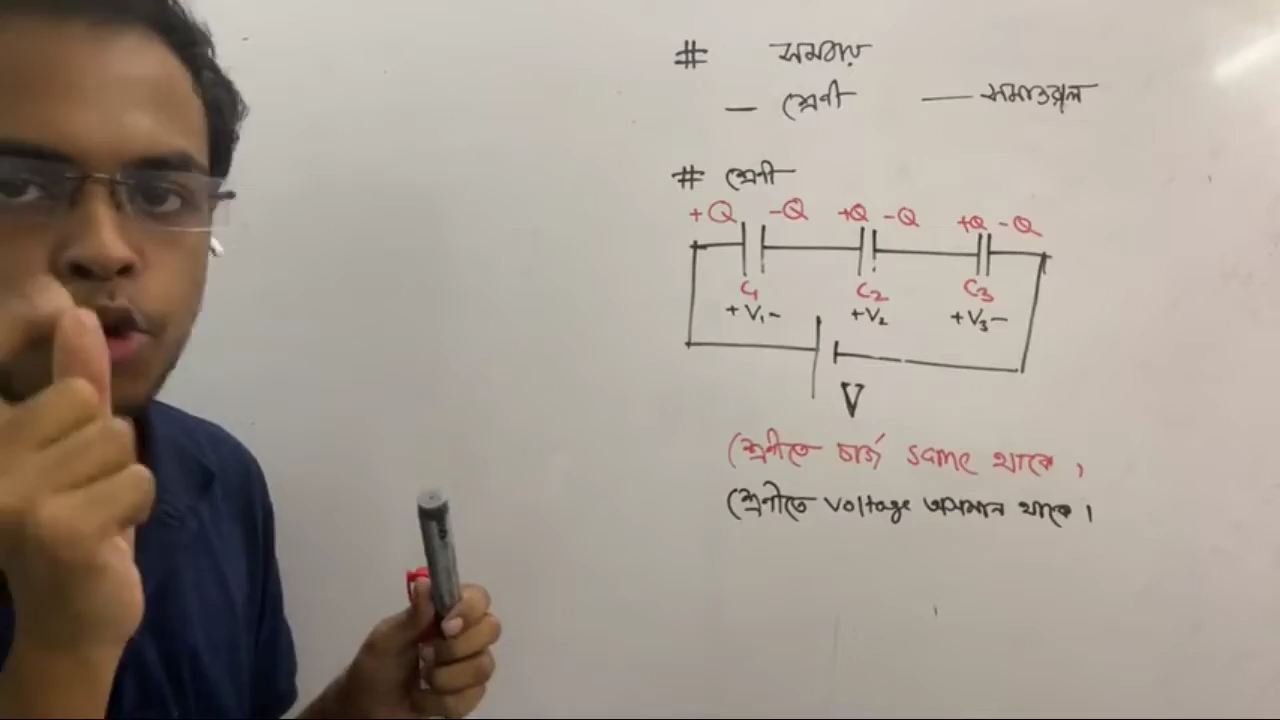 # সমবায়
– শ্রেণী — সমান্তরাল
# শ্রেণী
+Q -Q +Q -Q +Q -Q
C₁ C₂ C₃
+V₁- +V₂ +V₃-
V
শ্রেণীতে চার্জ same থাকে।
শ্রেণীতে voltage অসমান থাকে।